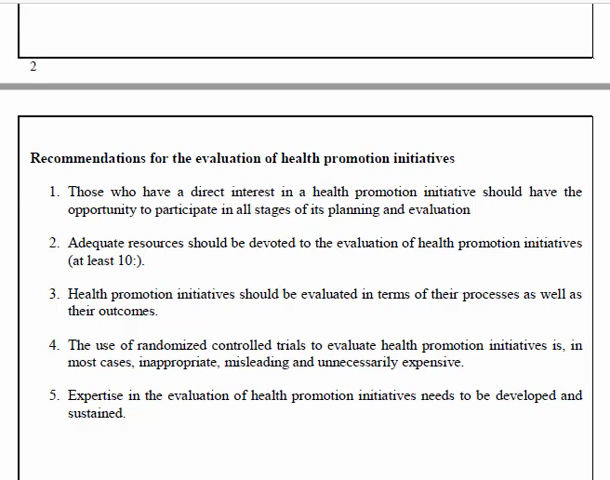 2
Recommendations for the evaluation of health promotion initiatives
1. Those who have a direct interest in a health promotion initiative should have the
opportunity to participate in all stages of its planning and evaluation
2. Adequate resources should be devoted to the evaluation of health promotion initiatives
(at least 10:).
3. Health promotion initiatives should be evaluated in terms of their processes as well as
their outcomes.
4. The use of randomized controlled trials to evaluate health promotion initiatives is, in
most cases, inappropriate, misleading and unnecessarily expensive.
5. Expertise in the evaluation of health promotion initiatives needs to be developed and
sustained.